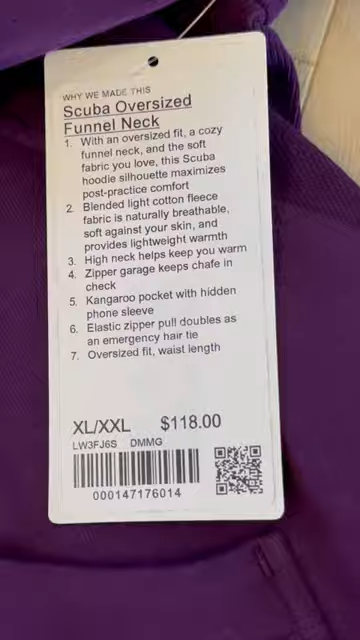 WHY WE MADE THIS
Scuba Oversized
Funnel Neck
1. With an oversized fit, a cozy
funnel neck, and the soft
fabric you love, this Scuba
hoodie silhouette maximizes
post-practice comfort
2. Blended light cotton fleece
fabric is naturally breathable,
soft against your skin, and
provides lightweight warmth
3. High neck helps keep you warm
4. Zipper garage keeps chafe in
check
5. Kangaroo pocket with hidden
phone sleeve
6. Elastic zipper pull doubles as
an emergency hair tie
7. Oversized fit, waist length
XL/XXL $118.00
LW3FJ6S DMMG
000147176014